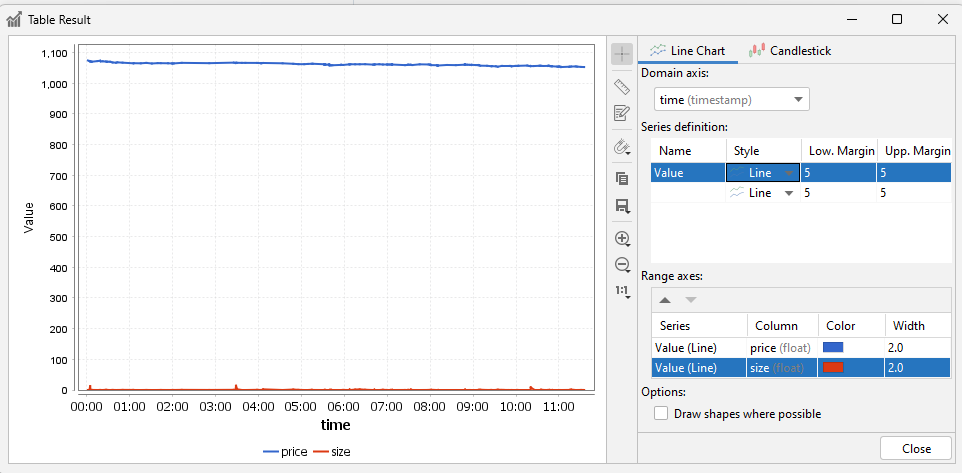 Table Result
1,100
1,000
900
800
700
600
500
400
300
200
100
0
Value
00:00 01:00 02:00 03:00 04:00 05:00 06:00 07:00 08:00 09:00 10:00 11:00
time
price size
1:1
Line Chart Candlestick
Domain axis:
time (timestamp)
Series definition:
Name Style Low. Margin Upp. Margin
Value Line 5 5
Line 5 5
Range axes:
Series Column Color Width
Value (Line) price (float) 2.0
Value (Line) size (float) 2.0
Options:
Draw shapes where possible
Close